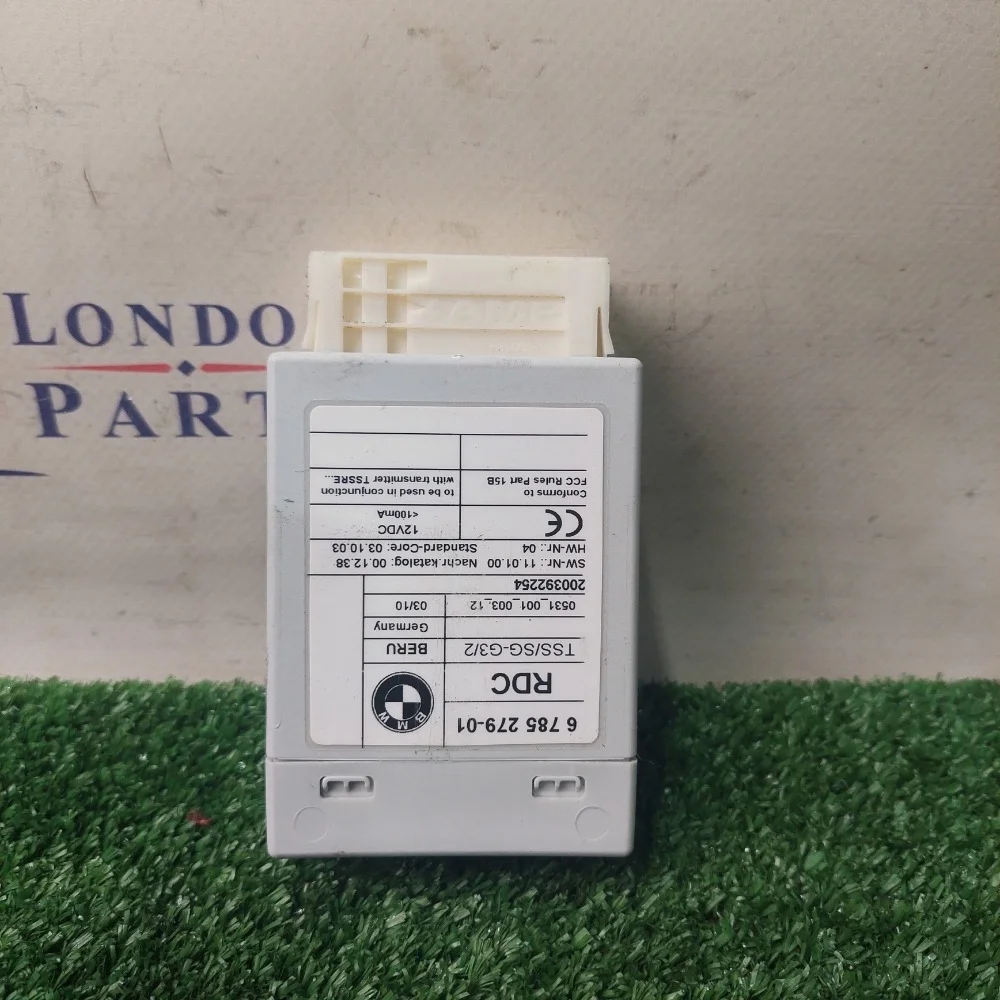 LONDO
PART
6 785 279-01
BMW
RDC
TSS/SG-G3/2 BERU
Germany
0531_001_003_12 03/10
200392254
SW-Nr.: 11.01.00 Nachr.katalog: 00.12.38
HW-Nr.: 04 Standard-Core: 03.10.03
CE 12VDC
<100mA
Conforms to to be used in conjunction
FCC Rules Part 15B with transmitter TSSRE...